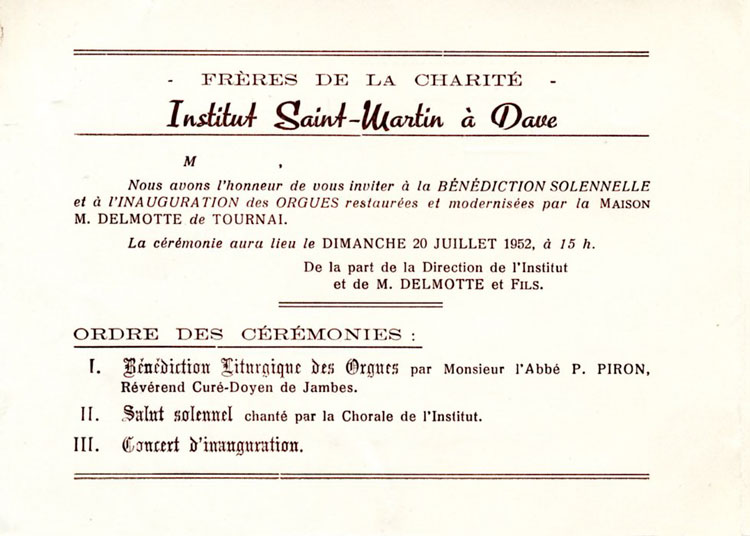 - FRÈRES DE LA CHARITÉ -
Institut Saint-Martin à Dave
M ,
Nous avons l'honneur de vous inviter à la BÉNÉDICTION SOLENNELLE
et à l'INAUGURATION des ORGUES restaurées et modernisées par la MAISON
M. DELMOTTE de TOURNAI.
La cérémonie aura lieu le DIMANCHE 20 JUILLET 1952, à 15 h.
De la part de la Direction de l'Institut
et de M. DELMOTTE et FILS.
ORDRE DES CÉRÉMONIES :
I. Bénédiction Liturgique des Orgues par Monsieur l'Abbé P. PIRON,
Révérend Curé-Doyen de Jambes.
II. Salut solennel chanté par la Chorale de l'Institut.
III. Concert d'inauguration.